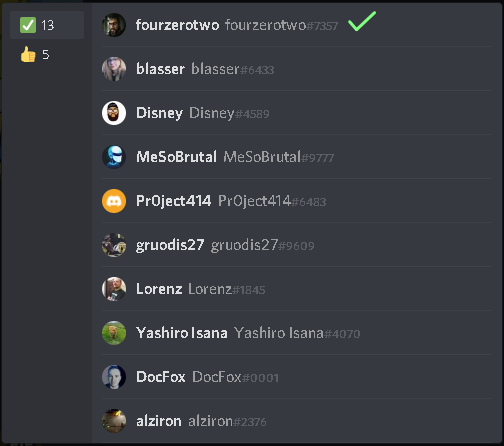 13
5
fourzerotwo fourzerotwo#7357
blasser blasser#6433
Disney Disney#4589
MeSoBrutal MeSoBrutal#9777
Pr0ject414 Pr0ject414#6483
gruodis27 gruodis27#9609
Lorenz Lorenz#1845
Yashiro Isana Yashiro Isana#4070
DocFox DocFox#0001
alziron alziron#2376